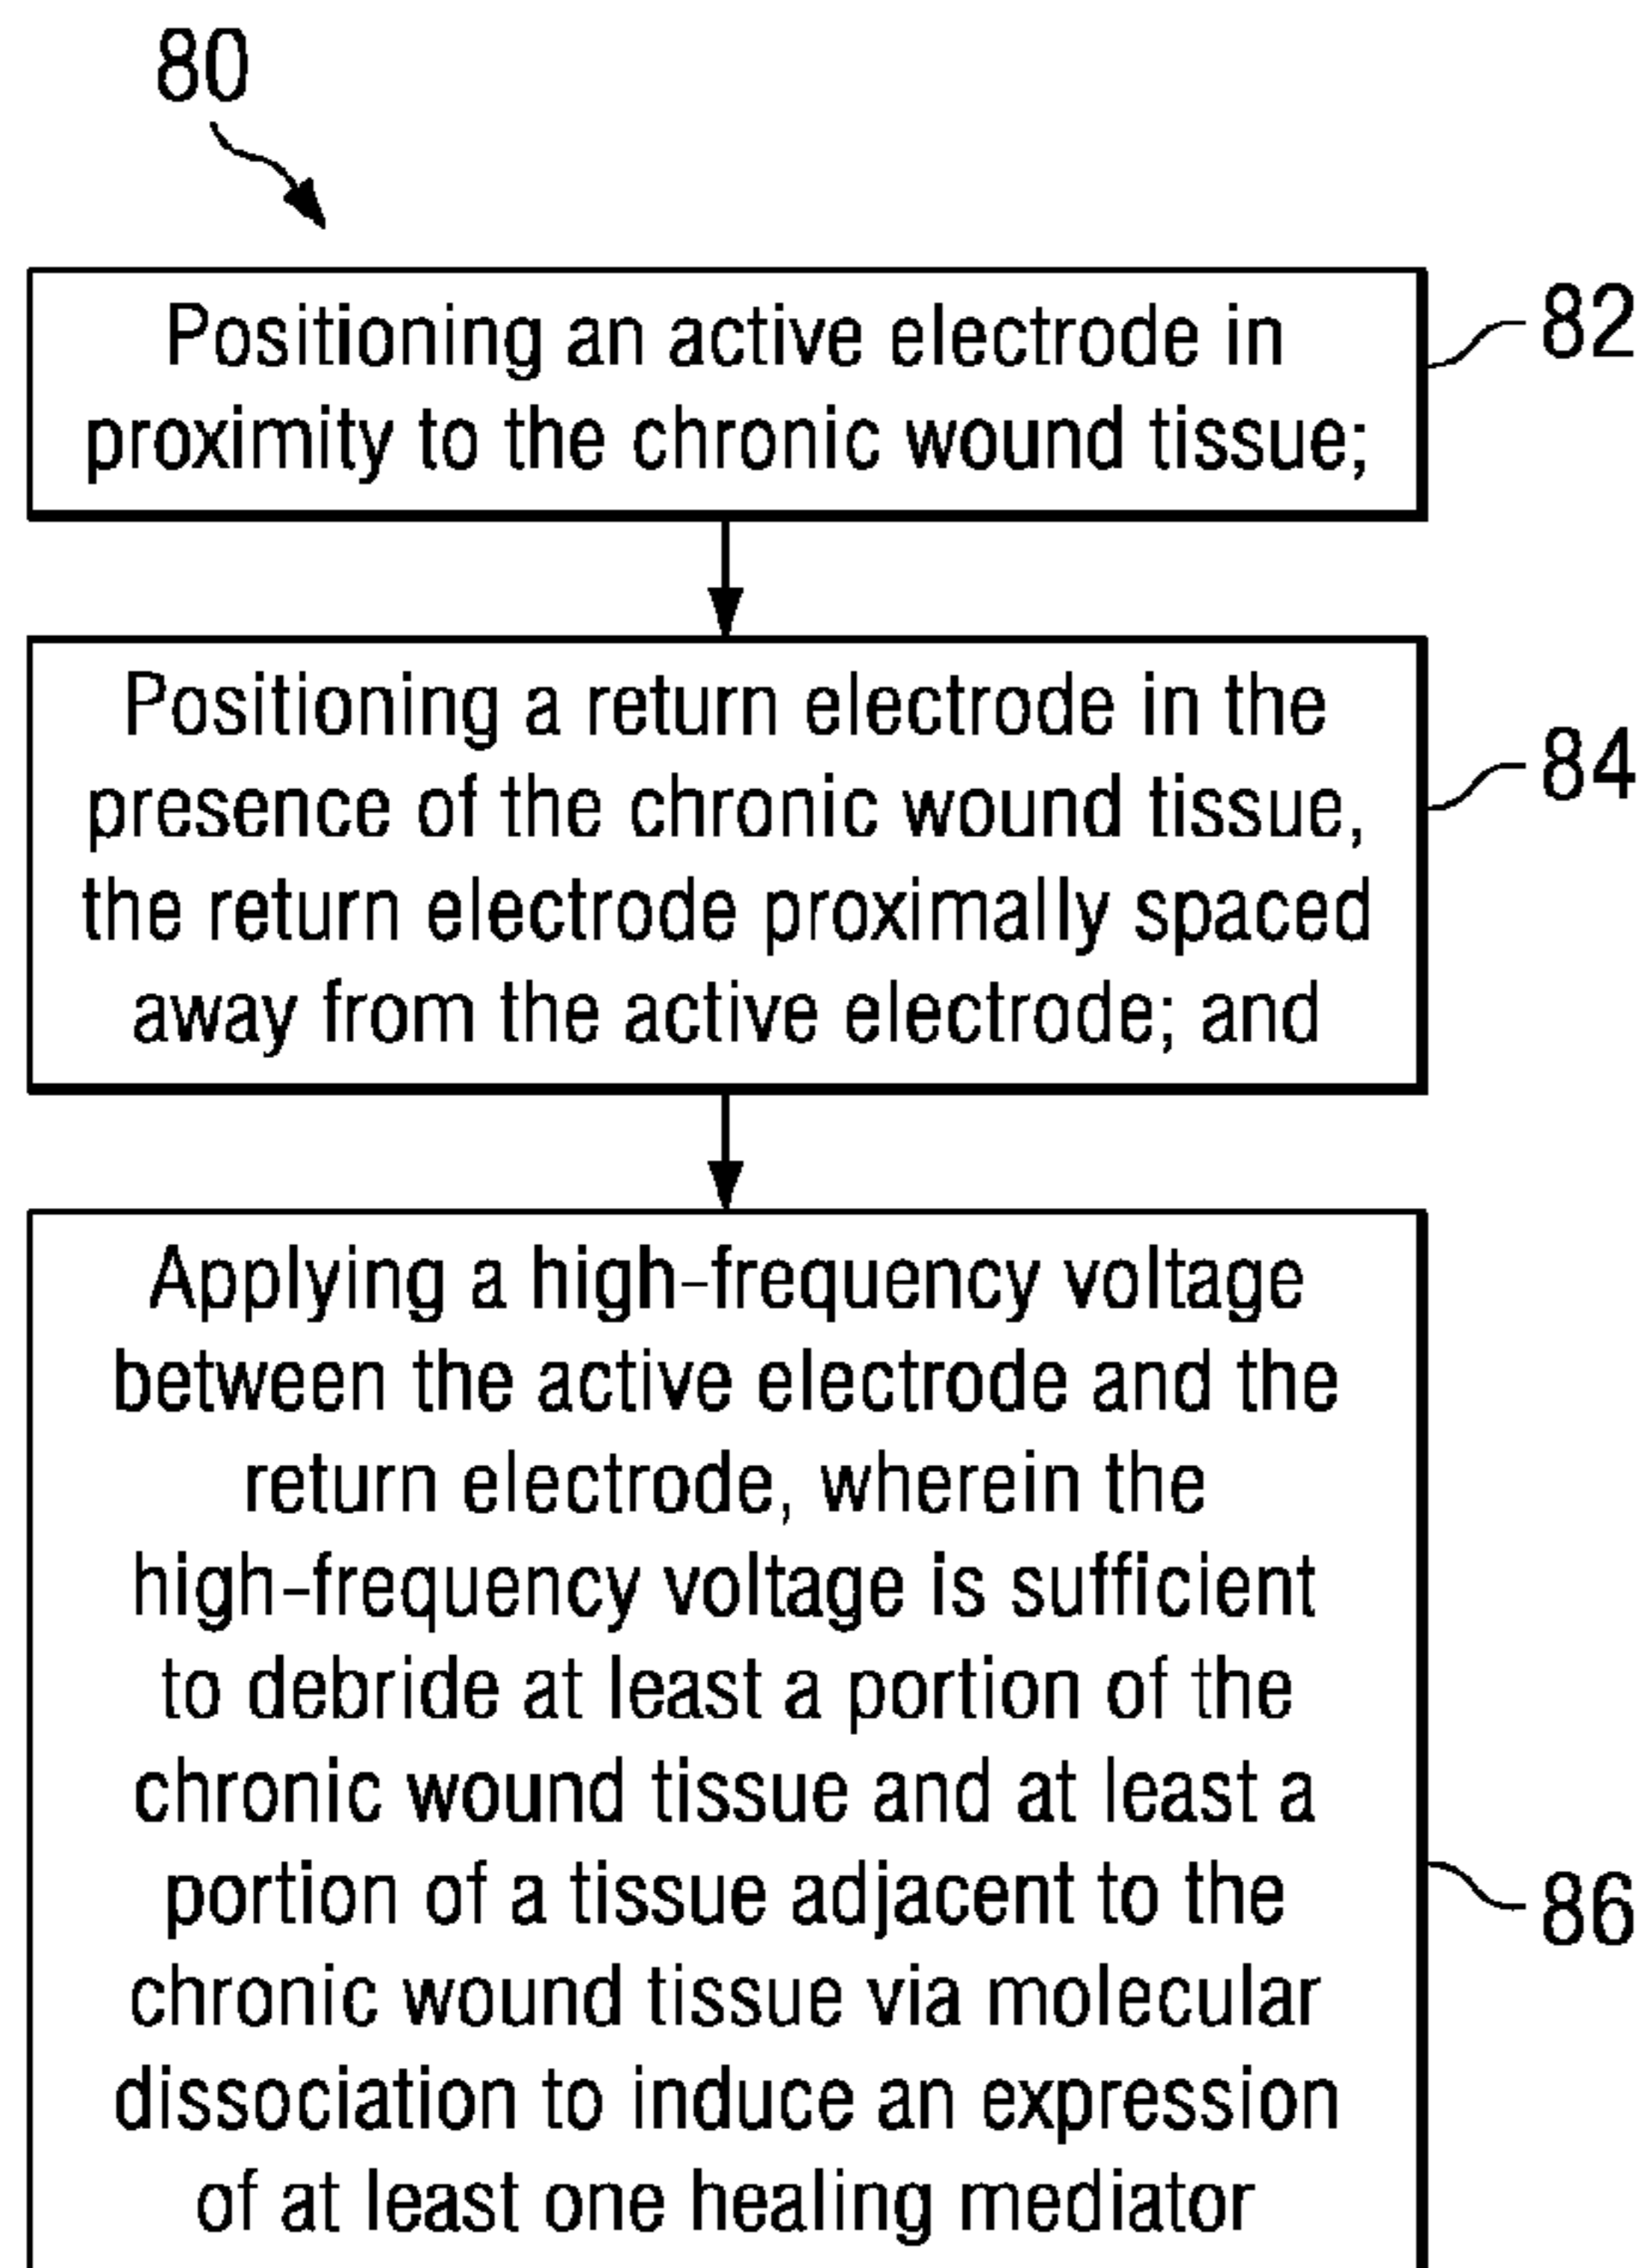 80
Positioning an active electrode in
proximity to the chronic wound tissue;
82
Positioning a return electrode in the
presence of the chronic wound tissue,
the return electrode proximally spaced
away from the active electrode; and
84
Applying a high-frequency voltage
between the active electrode and the
return electrode, wherein the
high-frequency voltage is sufficient
to debride at least a portion of the
chronic wound tissue and at least a
portion of a tissue adjacent to the
chronic wound tissue via molecular
dissociation to induce an expression
of at least one healing mediator
86